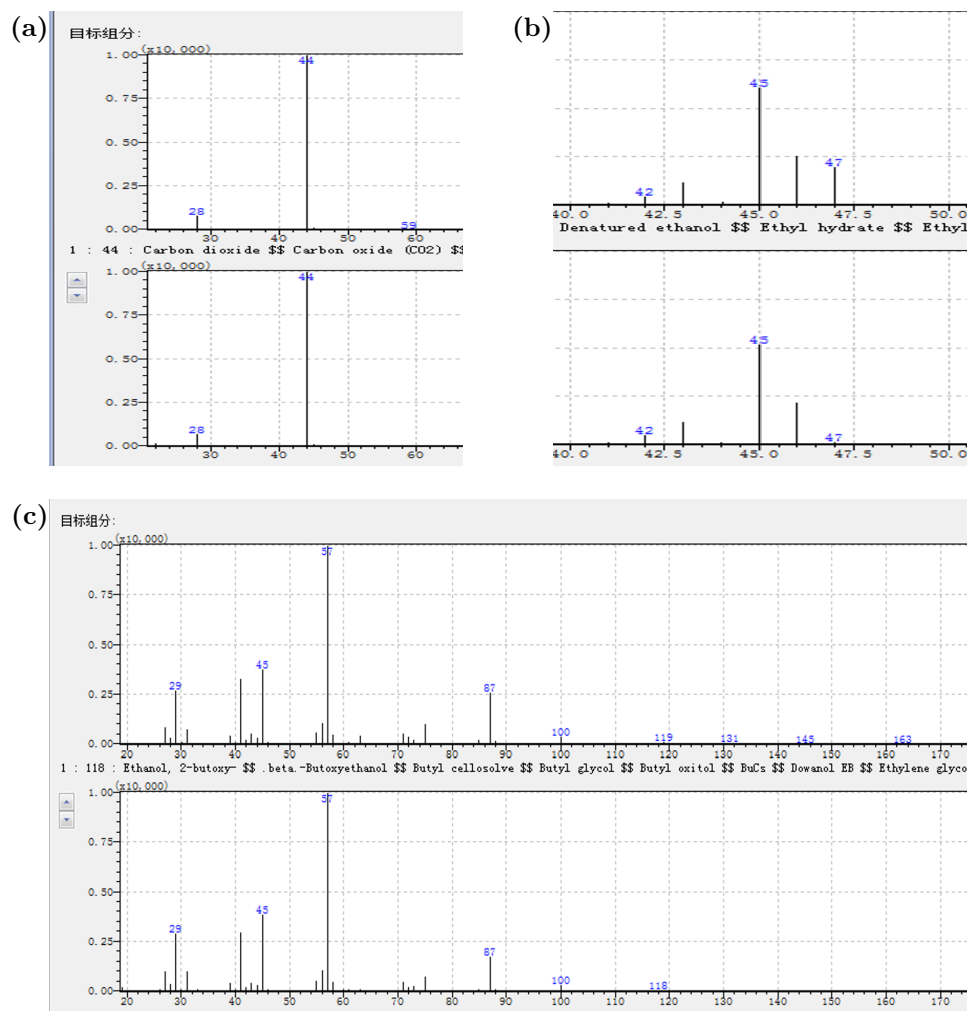 (a)
目标组分:
(x10,000)
1.00
44
0.75
0.50
0.25
28
59
0.00
30 40 50 60
1 : 44 : Carbon dioxide $$ Carbon oxide (CO2) $$
(x10,000)
1.00
44
0.75
0.50
0.25
28
0.00
30 40 50 60
(b)
45
47
42
40.0 42.5 45.0 47.5 50.0
Denatured ethanol $$ Ethyl hydrate $$ Ethyl
45
42
47
40.0 42.5 45.0 47.5 50.0
(c)
目标组分:
(x10,000)
1.00
57
0.75
0.50
45
29
87
0.25
100
119
131
145
163
0.00
20 30 40 50 60 70 80 90 100 110 120 130 140 150 160 170
1 : 118 : Ethanol, 2-butoxy- $$ .beta.-Butoxyethanol $$ Butyl cellosolve $$ Butyl glycol $$ Butyl oxitol $$ BuCs $$ Dowanol EB $$ Ethylene glyco
(x10,000)
1.00
57
0.75
0.50
45
29
0.25
87
100
118
0.00
20 30 40 50 60 70 80 90 100 110 120 130 140 150 160 170